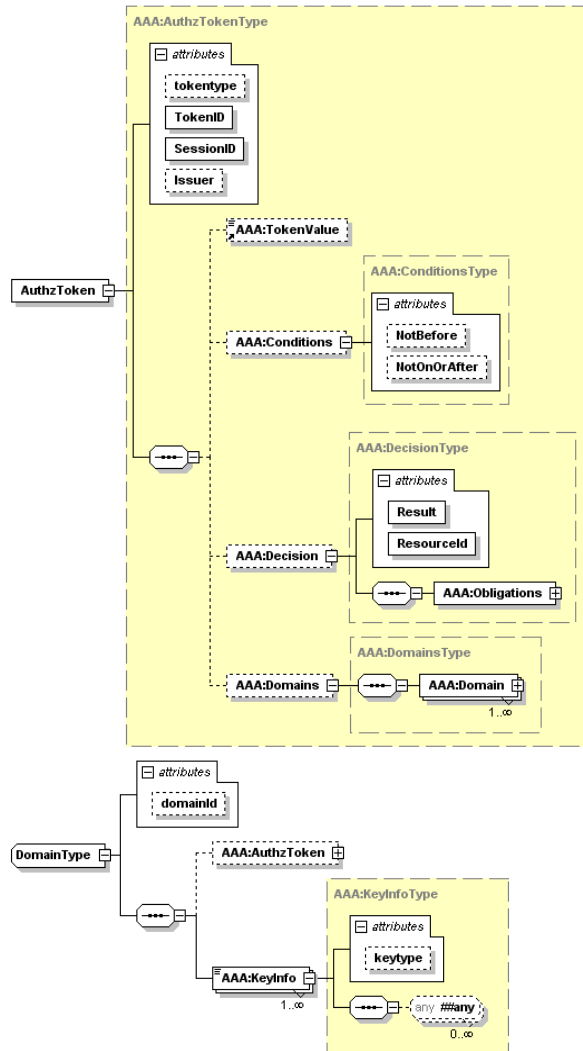 AAA:AuthzTokenType
attributes
tokentype
TokenID
SessionID
Issuer
AAA:TokenValue
AAA:ConditionsType
attributes
AuthzToken
AAA:Conditions
NotBefore
NotOnOrAfter
AAA:DecisionType
attributes
Result
ResourceId
AAA:Decision
AAA:Obligations
AAA:DomainsType
AAA:Domains
AAA:Domain
1..∞
attributes
domainId
DomainType
AAA:AuthzToken
AAA:KeyInfoType
attributes
keytype
AAA:KeyInfo
1..∞
any ##any
0..∞